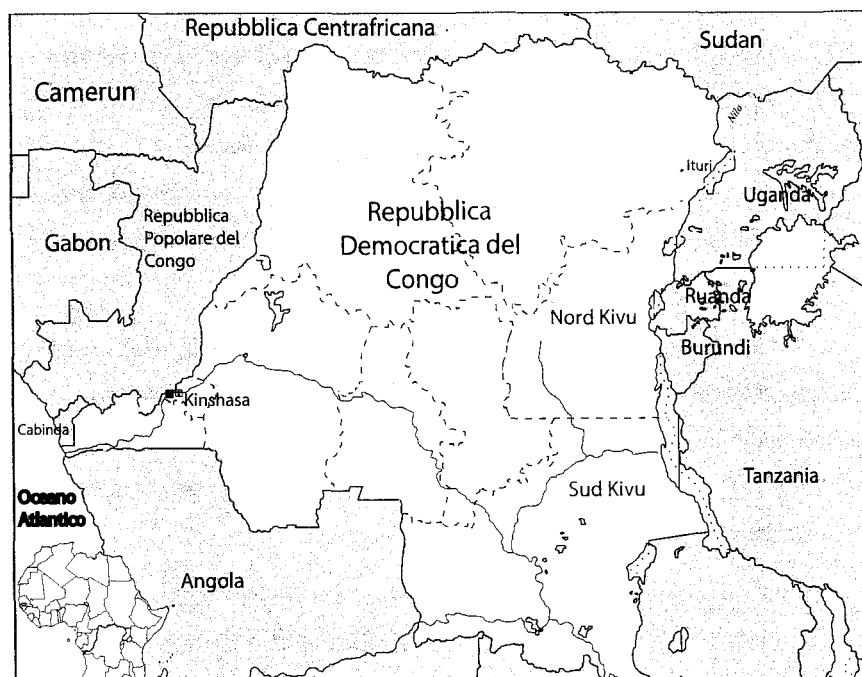 Repubblica Centrafricana
Sudan
Camerun
Nilo
Ituri
Uganda
Repubblica
Popolare del
Congo
Gabon
Repubblica
Democratica del
Congo
Ruanda
Nord Kivu
Burundi
Kinshasa
Cabinda
Tanzania
Sud Kivu
Oceano
Atlantico
Angola